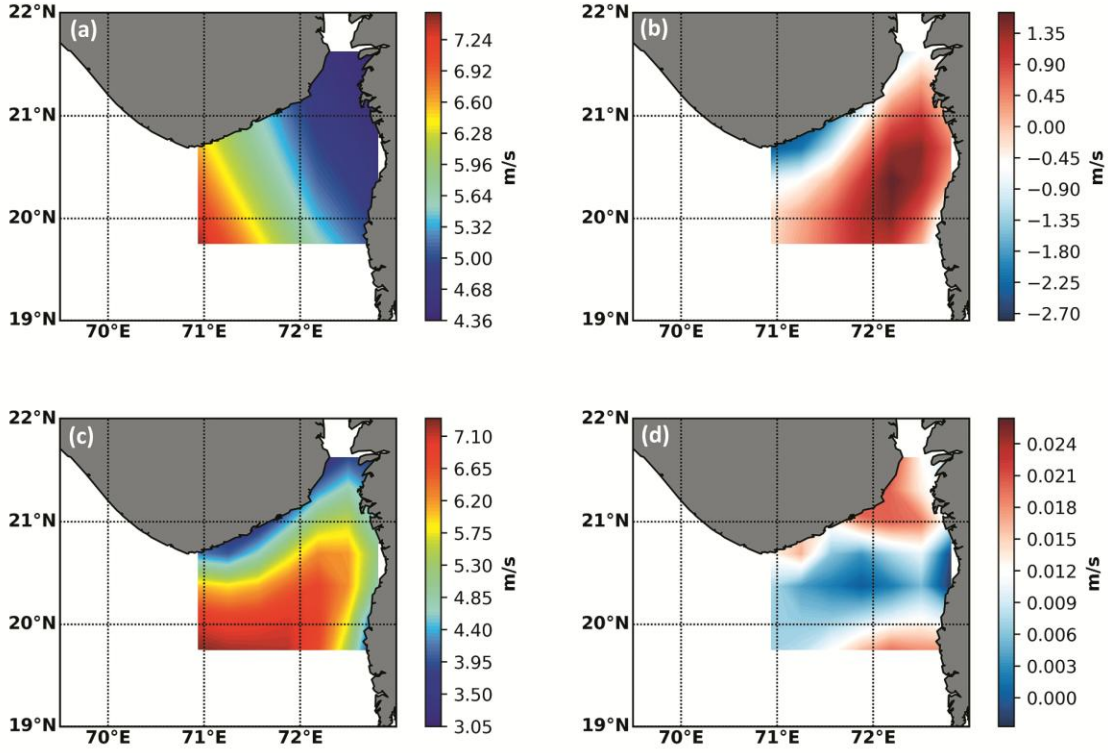 (a)
22°N
21°N
20°N
19°N
70°E 71°E 72°E
7.24
6.92
6.60
6.28
5.96
5.64
5.32
5.00
4.68
4.36
m/s
(b)
22°N
21°N
20°N
19°N
70°E 71°E 72°E
1.35
0.90
0.45
0.00
−0.45
−0.90
−1.35
−1.80
−2.25
−2.70
m/s
(c)
22°N
21°N
20°N
19°N
70°E 71°E 72°E
7.10
6.65
6.20
5.75
5.30
4.85
4.40
3.95
3.50
3.05
m/s
(d)
22°N
21°N
20°N
19°N
70°E 71°E 72°E
0.024
0.021
0.018
0.015
0.012
0.009
0.006
0.003
0.000
m/s